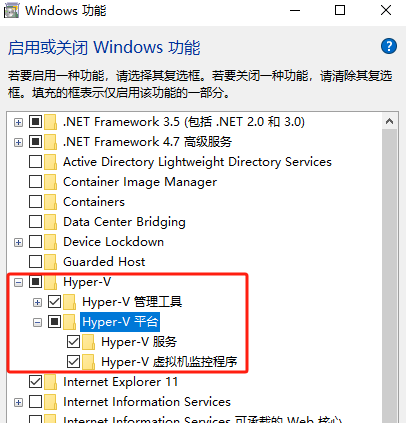 Windows 功能
启用或关闭 Windows 功能
若要启用一种功能，请选择其复选框。若要关闭一种功能，请清除其复选
框。填充的框表示仅启用该功能的一部分。
.NET Framework 3.5 (包括 .NET 2.0 和 3.0)
.NET Framework 4.7 高级服务
Active Directory Lightweight Directory Services
Container Image Manager
Containers
Data Center Bridging
Device Lockdown
Guarded Host
Hyper-V
Hyper-V 管理工具
Hyper-V 平台
Hyper-V 服务
Hyper-V 虚拟机监控程序
Internet Explorer 11
Internet Information Services
Internet Information Services 可承载的 Web 核心